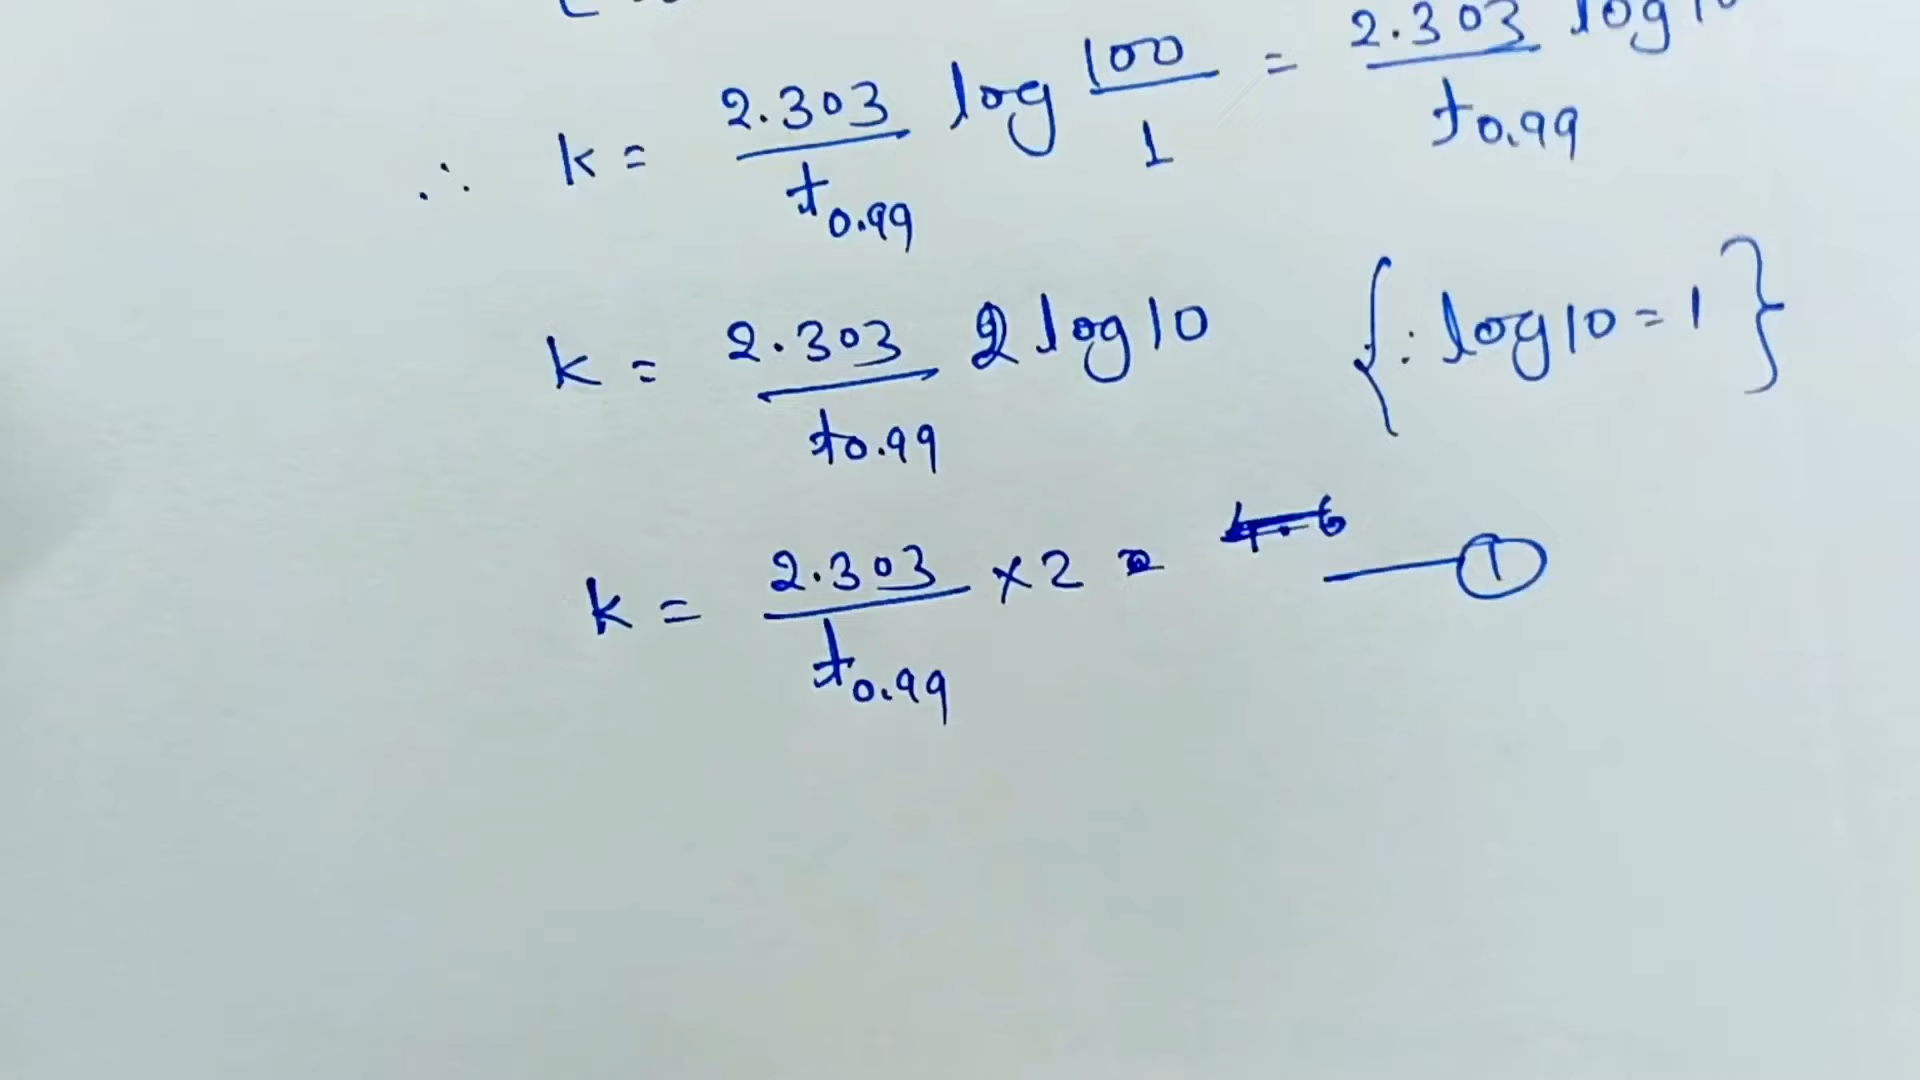 ∴ k = 2.303/t0.99 log 100/1 = 2.303/t0.99 log
k = 2.303/t0.99 2 log 10 {∵ log 10 = 1}
k = 2.303/t0.99 × 2 ①